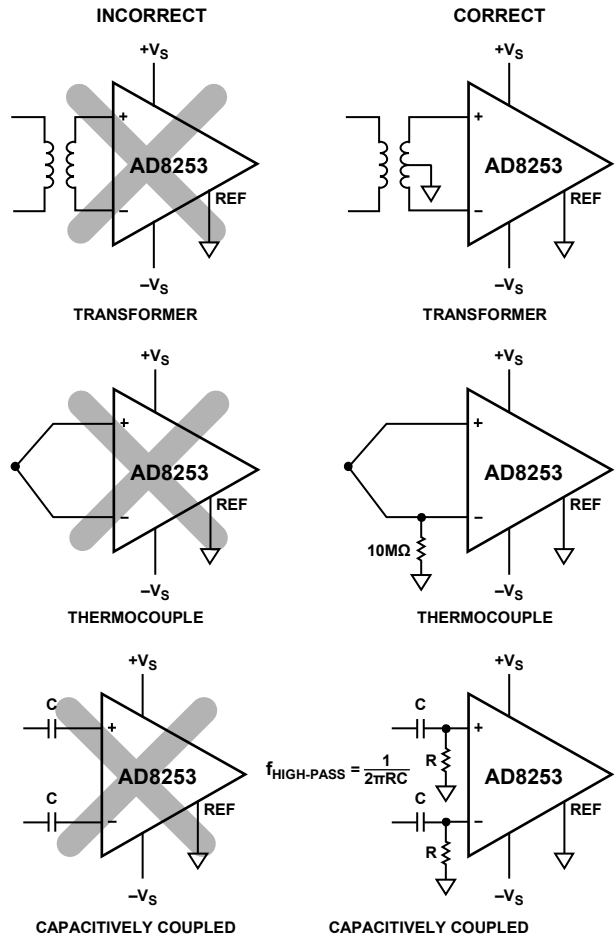 INCORRECT
CORRECT
+VS
+
AD8253
REF
−
−VS
TRANSFORMER
+VS
+
AD8253
REF
−
−VS
TRANSFORMER
+VS
+
AD8253
REF
−
−VS
THERMOCOUPLE
+VS
+
AD8253
REF
−
10MΩ
−VS
THERMOCOUPLE
+VS
C
+
AD8253
C
REF
−
−VS
CAPACITIVELY COUPLED
+VS
C
+
fHIGH-PASS = 1/2πRC
R
AD8253
C
REF
−
R
−VS
CAPACITIVELY COUPLED